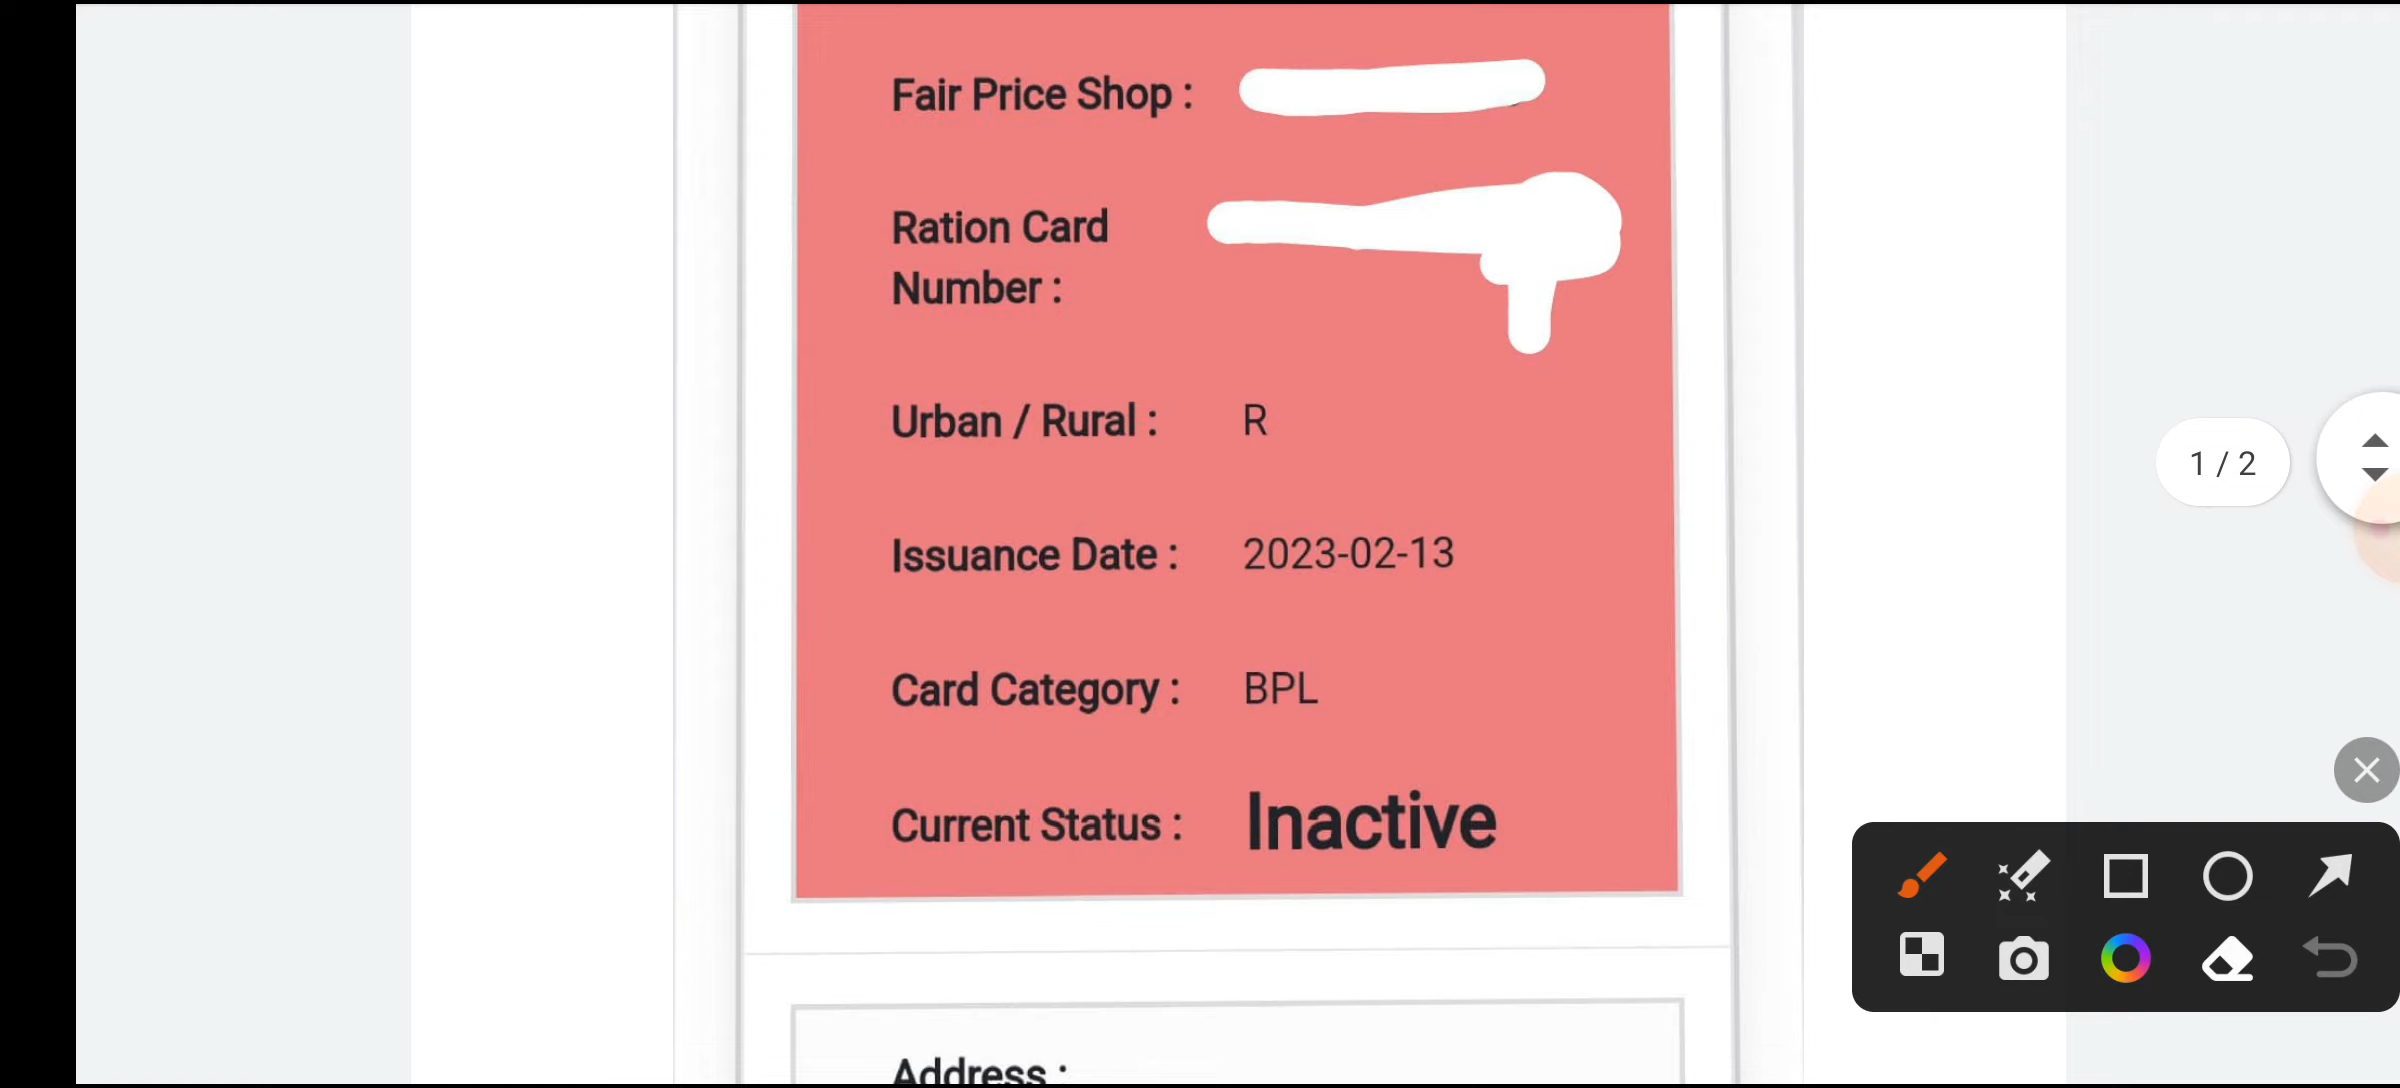 Fair Price Shop :
Ration Card
Number :
Urban / Rural : R
Issuance Date : 2023-02-13
Card Category : BPL
Current Status : Inactive
Address :
1 / 2